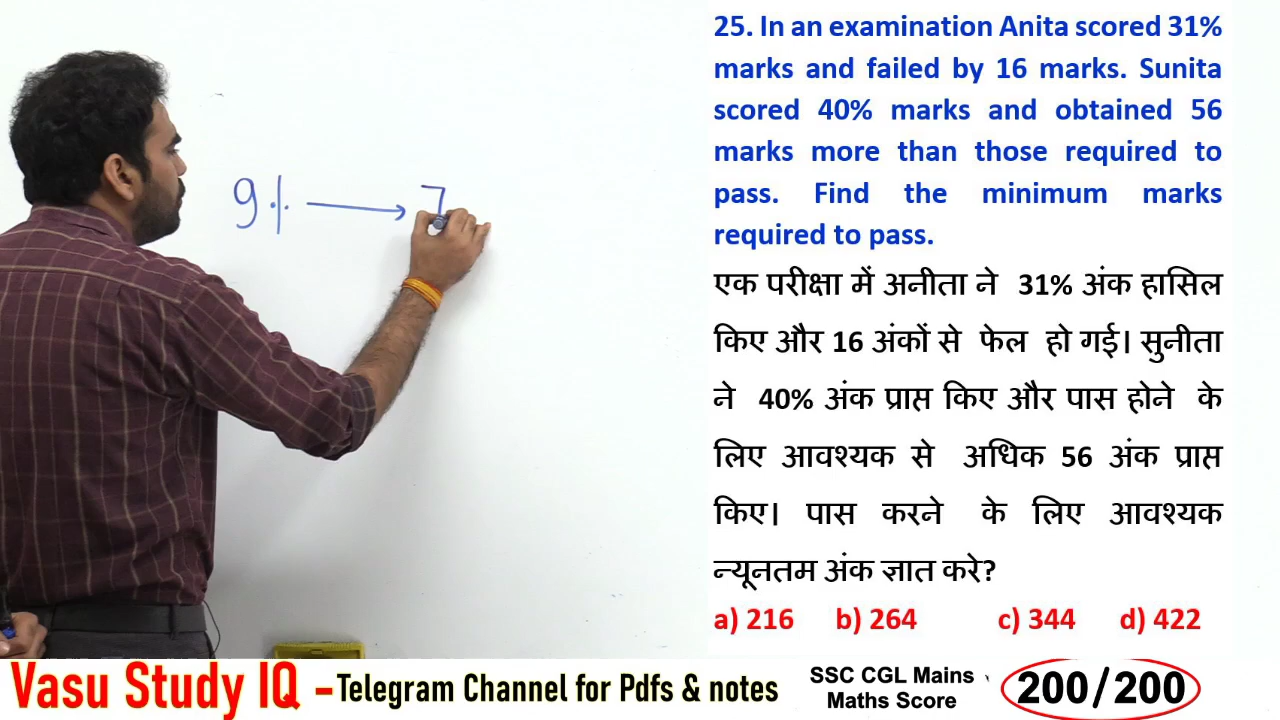 25. In an examination Anita scored 31%
marks and failed by 16 marks. Sunita
scored 40% marks and obtained 56
marks more than those required to
pass. Find the minimum marks
required to pass.
एक परीक्षा में अनीता ने 31% अंक हासिल
किए और 16 अंकों से फेल हो गई। सुनीता
ने 40% अंक प्राप्त किए और पास होने के
लिए आवश्यक से अधिक 56 अंक प्राप्त
किए। पास करने के लिए आवश्यक
न्यूनतम अंक ज्ञात करे?
a) 216 b) 264 c) 344 d) 422
9% → 7
Vasu Study IQ - Telegram Channel for Pdfs & notes
SSC CGL Mains
Maths Score
200/200